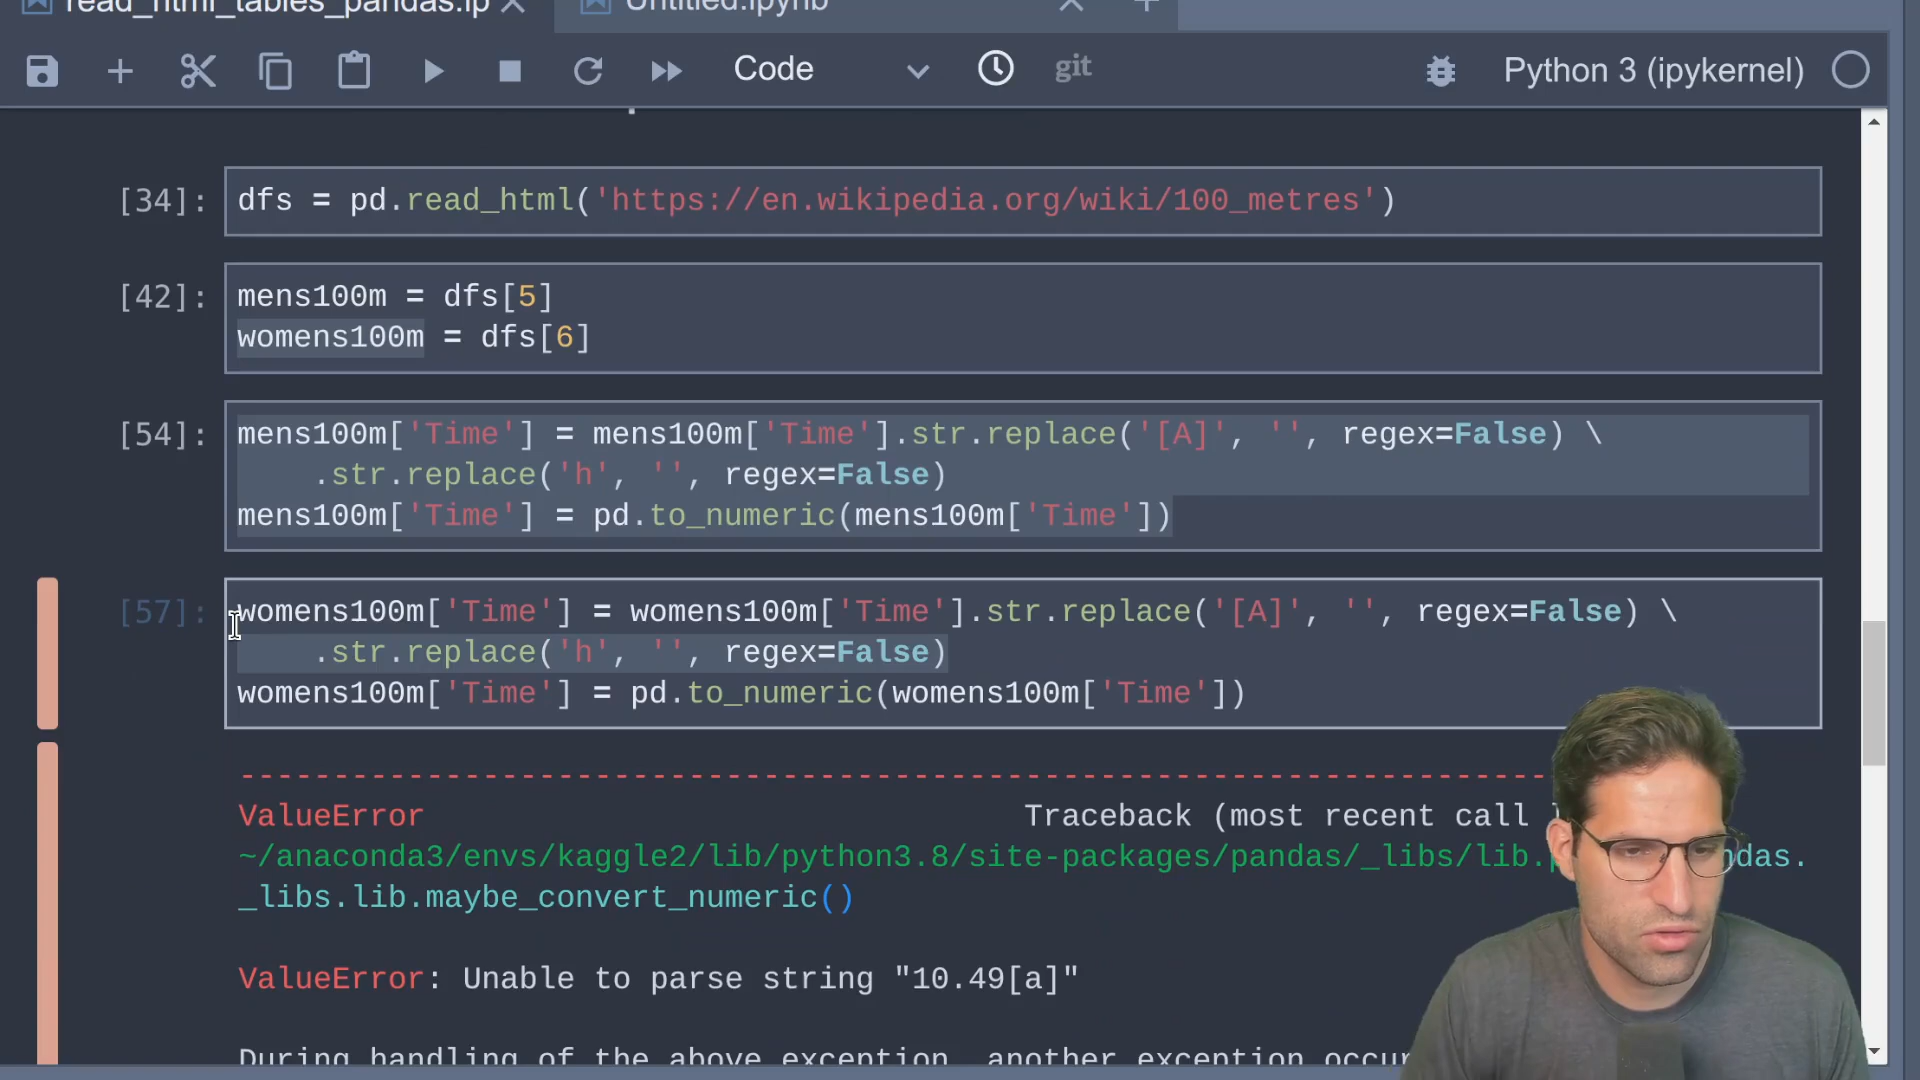 read_html_tables_pandas.ip
Untitled.ipynb
Code
git
Python 3 (ipykernel)
[34]: dfs = pd.read_html('https://en.wikipedia.org/wiki/100_metres')
[42]: mens100m = dfs[5]
womens100m = dfs[6]
[54]: mens100m['Time'] = mens100m['Time'].str.replace('[A]', '', regex=False) \
.str.replace('h', '', regex=False)
mens100m['Time'] = pd.to_numeric(mens100m['Time'])
[57]: womens100m['Time'] = womens100m['Time'].str.replace('[A]', '', regex=False) \
.str.replace('h', '', regex=False)
womens100m['Time'] = pd.to_numeric(womens100m['Time'])
---------------------------------------------------------------------------
ValueError Traceback (most recent call
~/anaconda3/envs/kaggle2/lib/python3.8/site-packages/pandas/_libs/lib. das.
_libs.lib.maybe_convert_numeric()
ValueError: Unable to parse string "10.49[a]"
During handling of the above exception, another exception occur